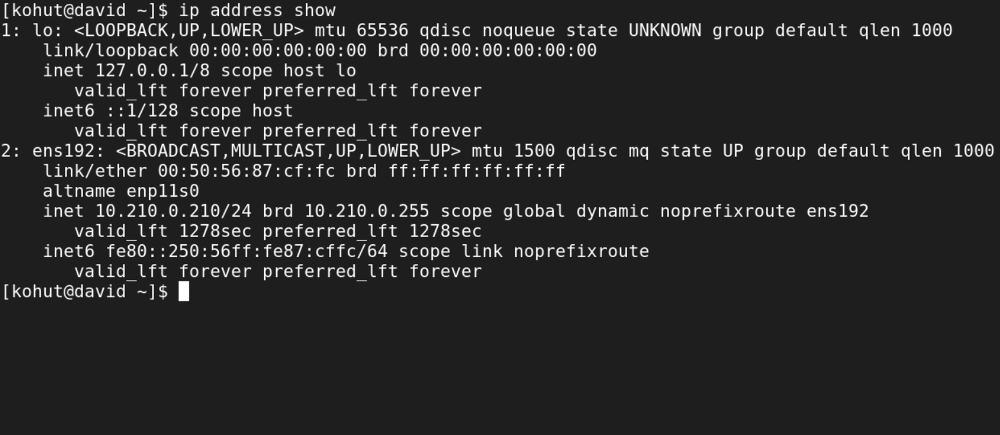 [kohut@david ~]$ ip address show
1: lo: <LOOPBACK,UP,LOWER_UP> mtu 65536 qdisc noqueue state UNKNOWN group default qlen 1000
    link/loopback 00:00:00:00:00:00 brd 00:00:00:00:00:00
    inet 127.0.0.1/8 scope host lo
       valid_lft forever preferred_lft forever
    inet6 ::1/128 scope host
       valid_lft forever preferred_lft forever
2: ens192: <BROADCAST,MULTICAST,UP,LOWER_UP> mtu 1500 qdisc mq state UP group default qlen 1000
    link/ether 00:50:56:87:cf:fc brd ff:ff:ff:ff:ff:ff
    altname enp11s0
    inet 10.210.0.210/24 brd 10.210.0.255 scope global dynamic noprefixroute ens192
       valid_lft 1278sec preferred_lft 1278sec
    inet6 fe80::250:56ff:fe87:cffc/64 scope link noprefixroute
       valid_lft forever preferred_lft forever
[kohut@david ~]$